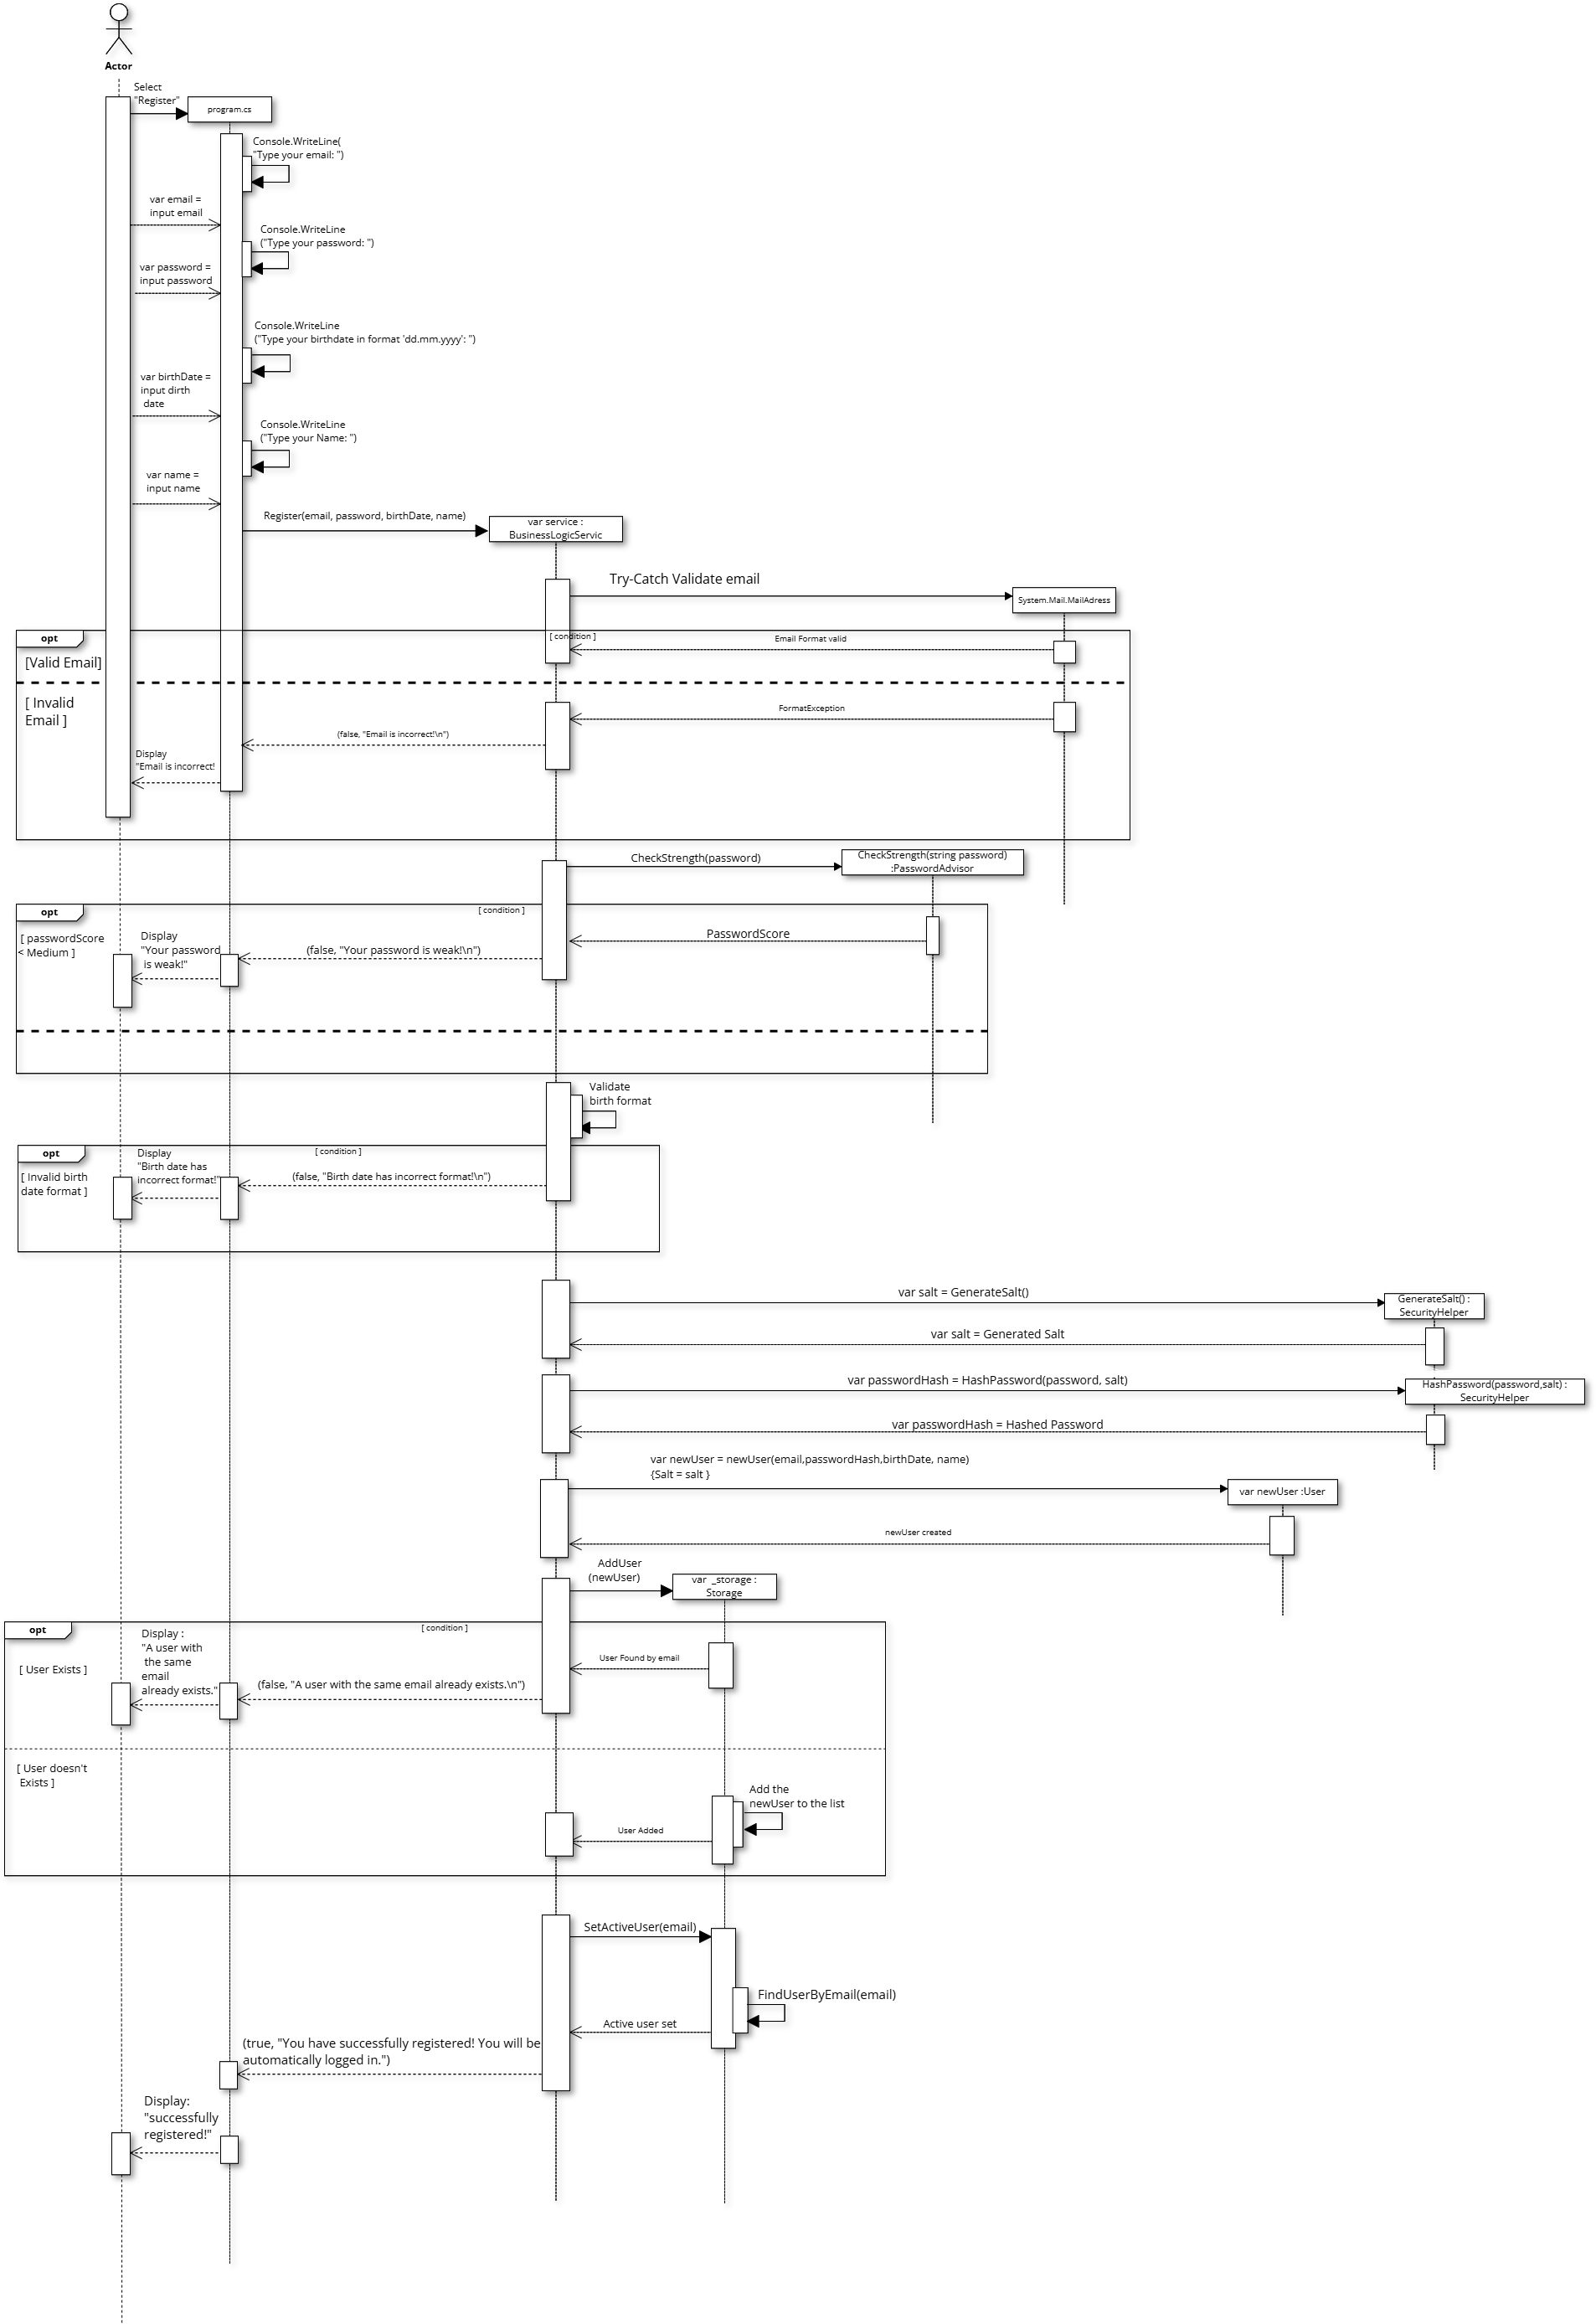 Actor
Select
"Register"
program.cs
Console.WriteLine(
"Type your email: ")
var email =
input email
Console.WriteLine
("Type your password: ")
var password =
input password
Console.WriteLine
("Type your birthdate in format 'dd.mm.yyyy': ")
var birthDate =
input dirth
date
Console.WriteLine
("Type your Name: ")
var name =
input name
Register(email, password, birthDate, name)
var service :
BusinessLogicServic
Try-Catch Validate email
System.Mail.MailAdress
opt
[ condition ]
Email Format valid
[Valid Email]
[ Invalid
Email ]
FormatException
(false, "Email is incorrect!\n")
Display
"Email is incorrect!
CheckStrength(password)
CheckStrength(string password)
:PasswordAdvisor
opt
[ condition ]
[ passwordScore
< Medium ]
Display
"Your password
is weak!"
(false, "Your password is weak!\n")
PasswordScore
Validate
birth format
opt
[ condition ]
[ Invalid birth
date format ]
Display
"Birth date has
incorrect format!"
(false, "Birth date has incorrect format!\n")
var salt = GenerateSalt()
GenerateSalt() :
SecurityHelper
var salt = Generated Salt
var passwordHash = HashPassword(password, salt)
HashPassword(password,salt) :
SecurityHelper
var passwordHash = Hashed Password
var newUser = newUser(email,passwordHash,birthDate, name)
{Salt = salt }
var newUser :User
newUser created
AddUser
(newUser)
var _storage :
Storage
opt
[ condition ]
Display :
"A user with
the same
email
already exists."
[ User Exists ]
User Found by email
(false, "A user with the same email already exists.\n")
[ User doesn't
Exists ]
Add the
newUser to the list
User Added
SetActiveUser(email)
FindUserByEmail(email)
Active user set
(true, "You have successfully registered! You will be
automatically logged in.")
Display:
"successfully
registered!"